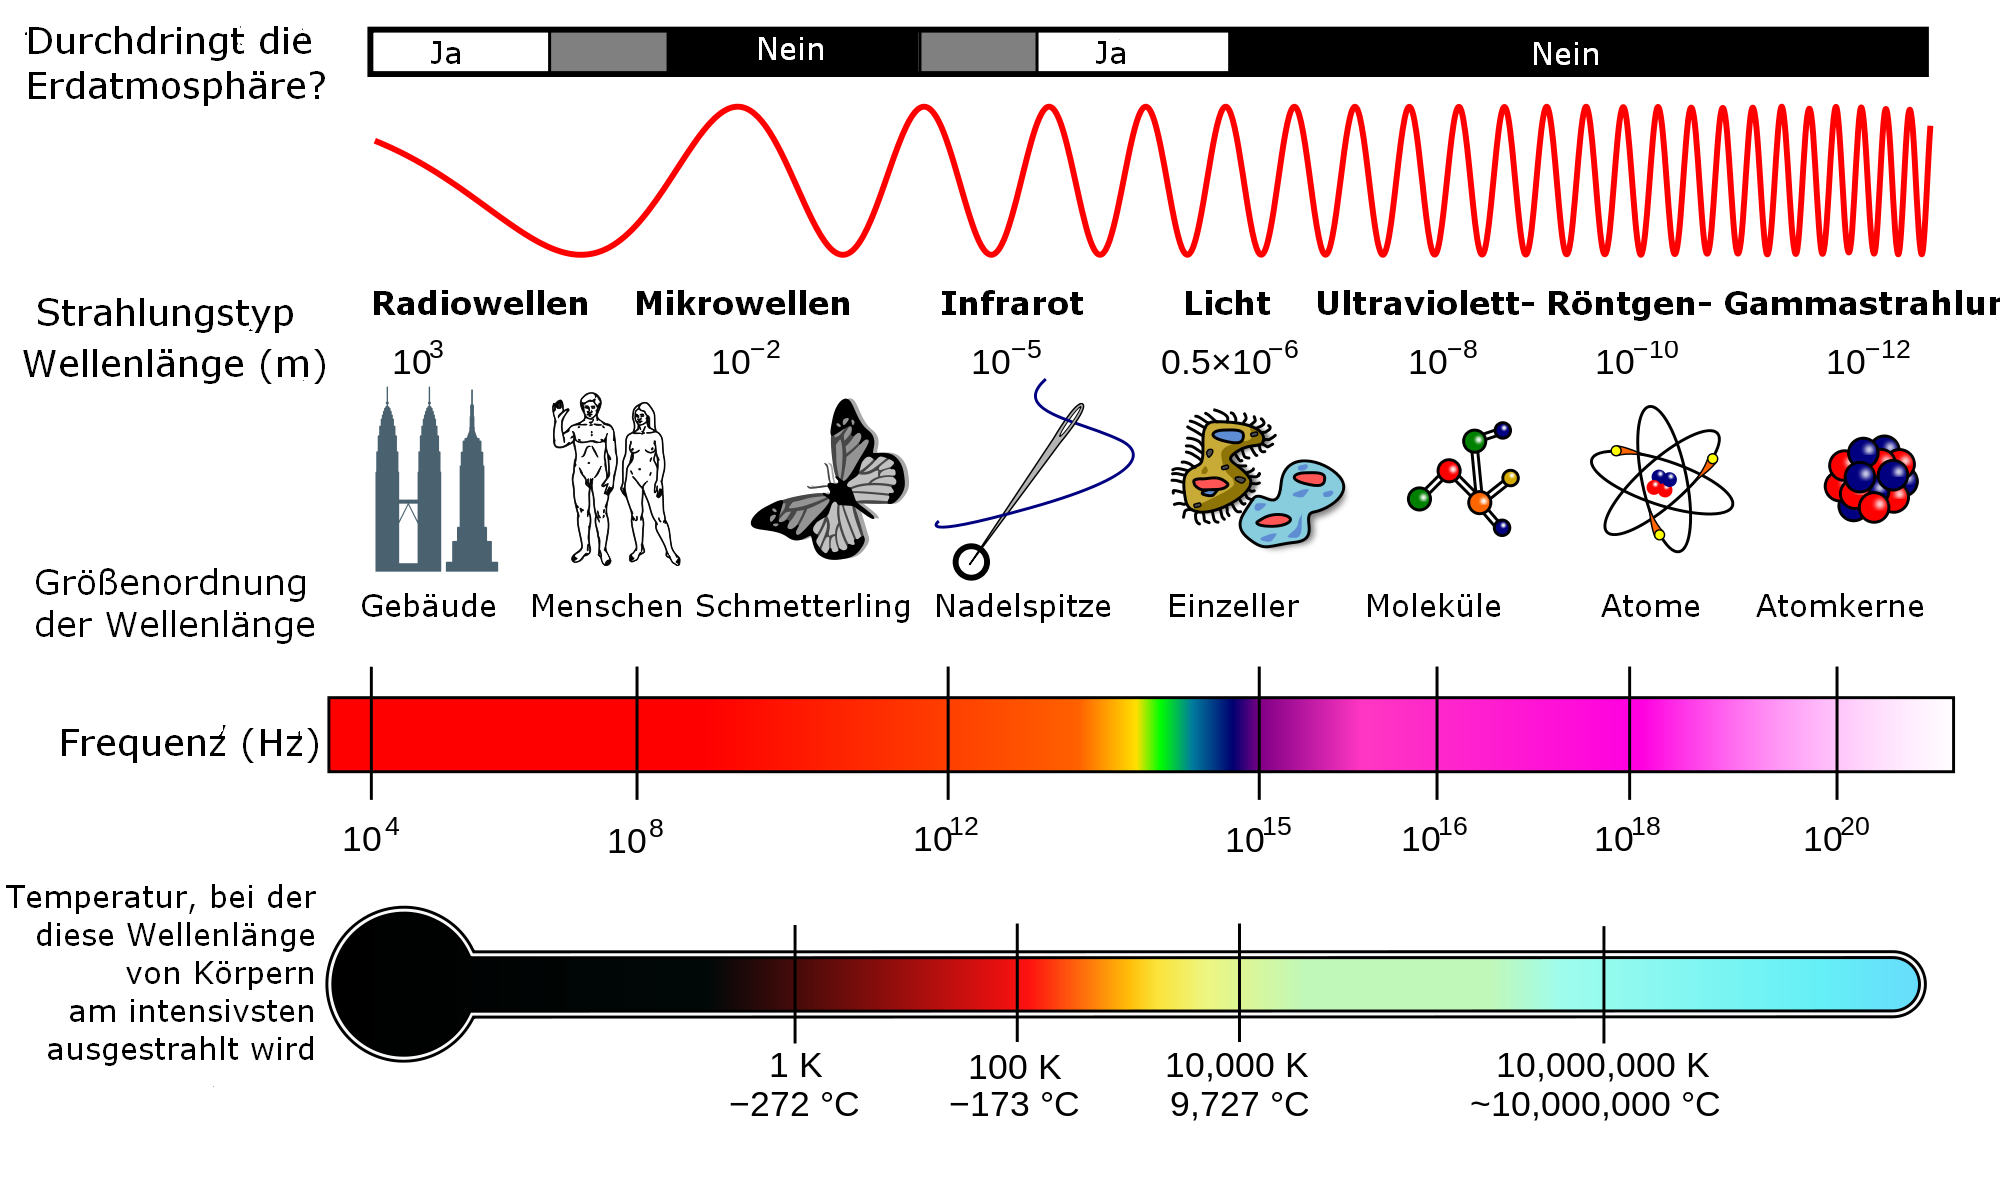 Durchdringt die
Erdatmosphäre?
Ja Nein Ja Nein
Strahlungstyp Radiowellen Mikrowellen Infrarot Licht Ultraviolett- Röntgen- Gammastrahlun
Wellenlänge (m) 10³ 10⁻² 10⁻⁵ 0.5×10⁻⁶ 10⁻⁸ 10⁻¹⁰ 10⁻¹²
Größenordnung
der Wellenlänge
Gebäude Menschen Schmetterling Nadelspitze Einzeller Moleküle Atome Atomkerne
Frequenz (Hz)
10⁴ 10⁸ 10¹² 10¹⁵ 10¹⁶ 10¹⁸ 10²⁰
Temperatur, bei der
diese Wellenlänge
von Körpern
am intensivsten
ausgestrahlt wird
1 K 100 K 10,000 K 10,000,000 K
−272 °C −173 °C 9,727 °C ~10,000,000 °C